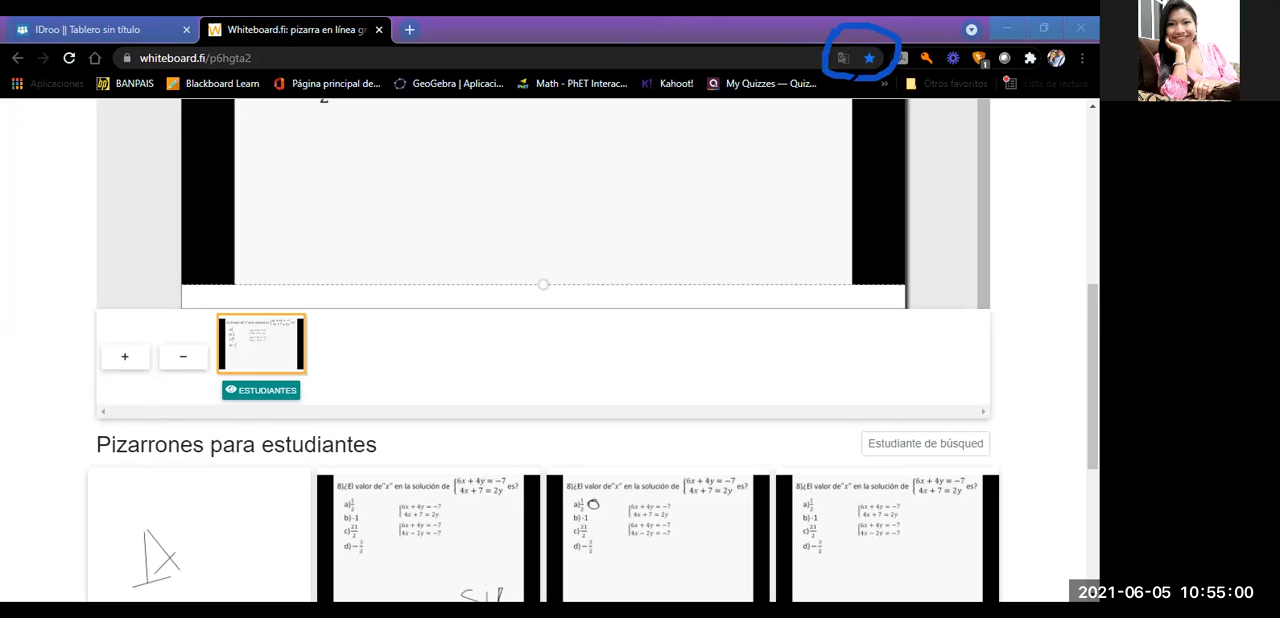 IDroo || Tablero sin título
Whiteboard.fi: pizarra en línea gr
whiteboard.fi/p6hgta2
Aplicaciones
BANPAIS
Blackboard Learn
Página principal de...
GeoGebra | Aplicaci...
Math - PhET Interac...
Kahoot!
My Quizzes — Quiz...
»
Otros favoritos
Lista de lectura
2
+
−
ESTUDIANTES
Pizarrones para estudiantes
Estudiante de búsqued
8)¿El valor de"x" en la solución de {6x + 4y = −7 es?
4x + 7 = 2y
a) 1/2
{6x + 4y = −7
4x + 7 = 2y
b) -1
c) 21/2
{6x + 4y = −7
4x − 2y = −7
d) −3/2
8)¿El valor de"x" en la solución de {6x + 4y = −7 es?
4x + 7 = 2y
a) 1/2
{6x + 4y = −7
4x + 7 = 2y
b) -1
c) 21/2
{6x + 4y = −7
4x − 2y = −7
d) −3/2
8)¿El valor de"x" en la solución de {6x + 4y = −7 es?
4x + 7 = 2y
a) 1/2
{6x + 4y = −7
4x + 7 = 2y
b) -1
c) 21/2
{6x + 4y = −7
4x − 2y = −7
d) −3/2
2021-06-05 10:55:00